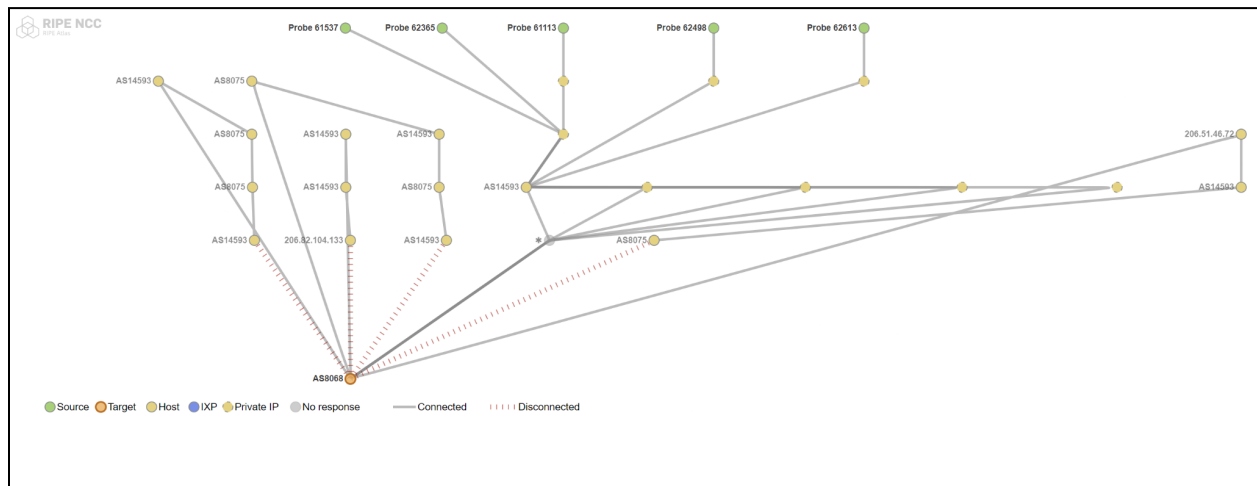 RIPE NCC
RIPE Atlas
Probe 61537 Probe 62365 Probe 61113 Probe 62498 Probe 62613
AS14593 AS8075
AS8075 AS14593 AS14593 206.51.46.72
AS8075 AS14593 AS8075 AS14593 AS14593
AS14593 206.82.104.133 AS14593 * AS8075
AS8068
Source Target Host IXP Private IP No response Connected Disconnected